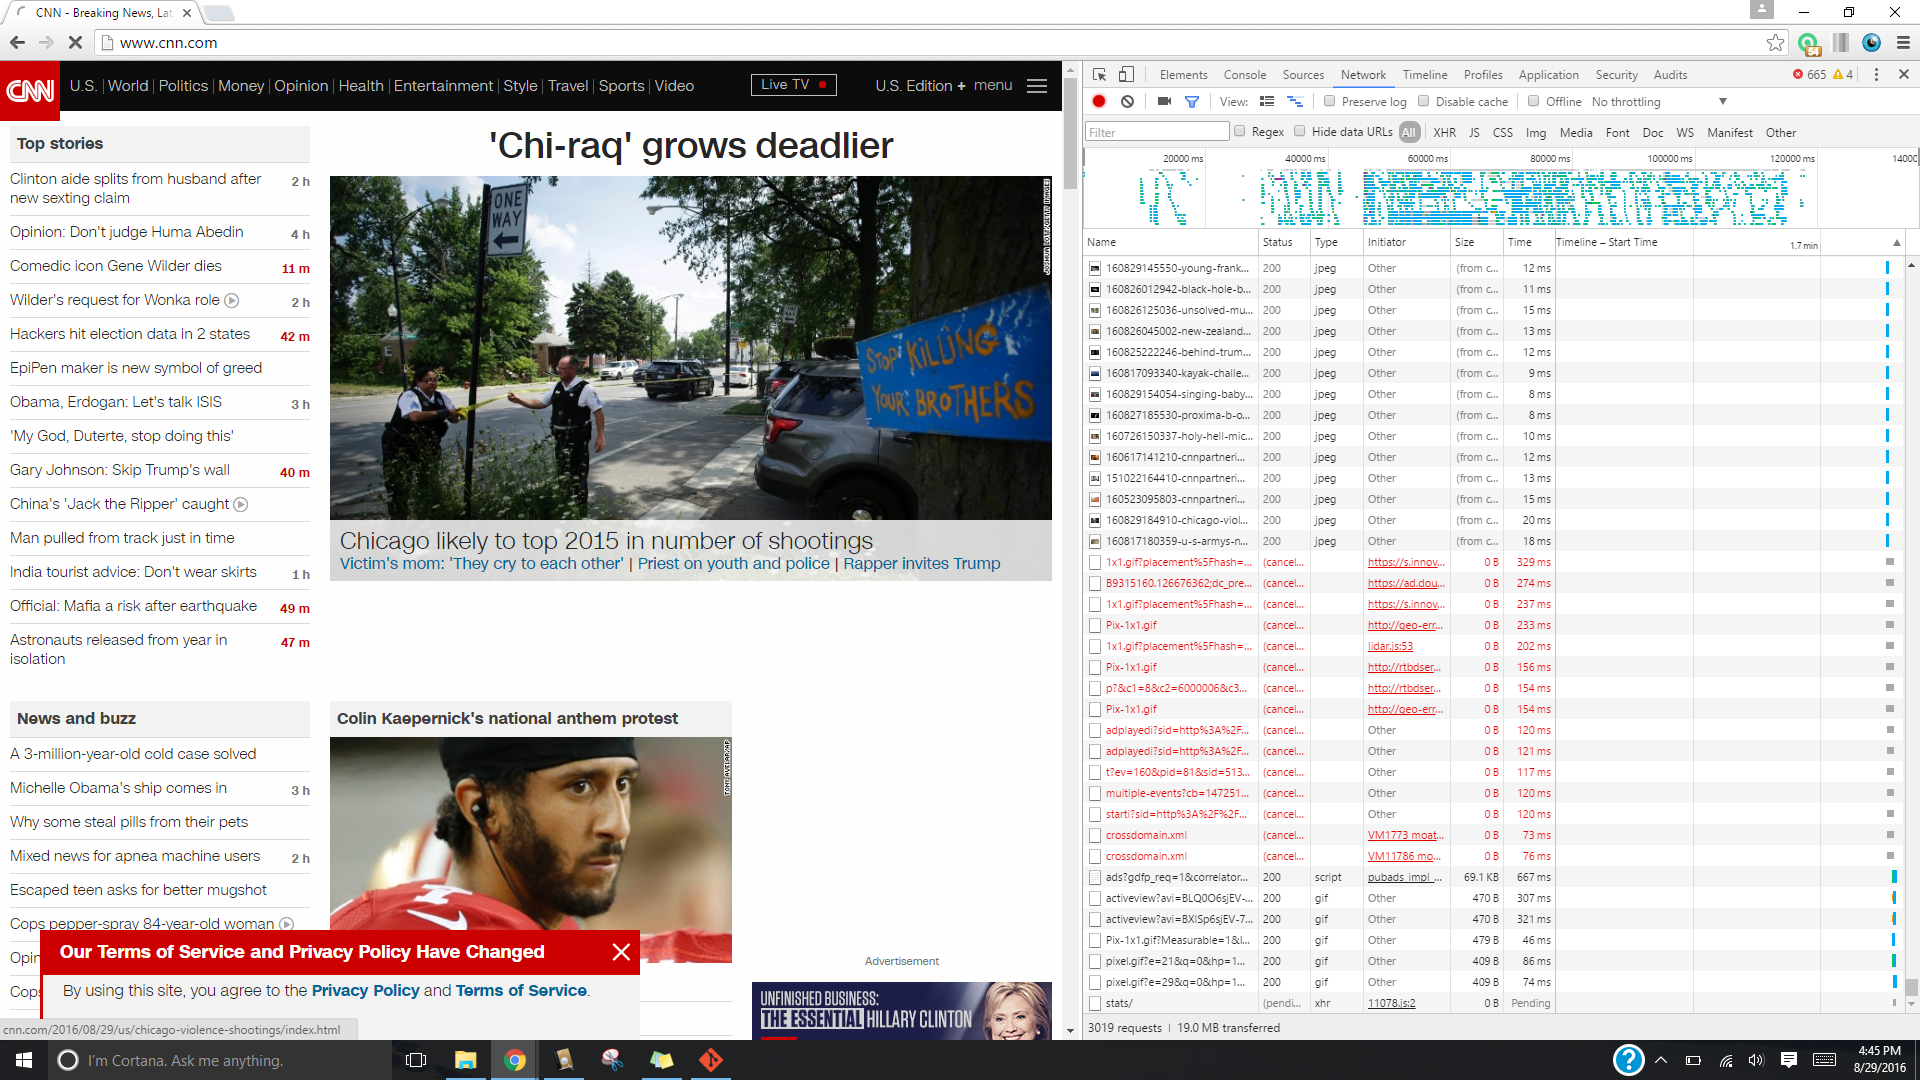 CNN - Breaking News, Lat
www.cnn.com
54
CNN
U.S. World Politics Money Opinion Health Entertainment Style Travel Sports Video
Live TV
U.S. Edition + menu
Top stories
Clinton aide splits from husband after
new sexting claim
2 h
Opinion: Don't judge Huma Abedin 4 h
Comedic icon Gene Wilder dies 11 m
Wilder's request for Wonka role 2 h
Hackers hit election data in 2 states 42 m
EpiPen maker is new symbol of greed
Obama, Erdogan: Let's talk ISIS 3 h
'My God, Duterte, stop doing this'
Gary Johnson: Skip Trump's wall 40 m
China's 'Jack the Ripper' caught
Man pulled from track just in time
India tourist advice: Don't wear skirts 1 h
Official: Mafia a risk after earthquake 49 m
Astronauts released from year in
isolation
47 m
'Chi-raq' grows deadlier
ONE
WAY
STOP KILLING
YOUR BROTHERS
JOSHUA LOTT/GETTY IMAGES
Chicago likely to top 2015 in number of shootings
Victim's mom: 'They cry to each other' | Priest on youth and police | Rapper invites Trump
News and buzz
A 3-million-year-old cold case solved
Michelle Obama's ship comes in 3 h
Why some steal pills from their pets
Mixed news for apnea machine users 2 h
Escaped teen asks for better mugshot
Cops pepper-spray 84-year-old woman
Opin
Cops
Colin Kaepernick's national anthem protest
TONY AVELAR/AP
Our Terms of Service and Privacy Policy Have Changed
By using this site, you agree to the Privacy Policy and Terms of Service.
cnn.com/2016/08/29/us/chicago-violence-shootings/index.html
Advertisement
UNFINISHED BUSINESS:
THE ESSENTIAL HILLARY CLINTON
Elements Console Sources Network Timeline Profiles Application Security Audits 665 4
View: Preserve log Disable cache Offline No throttling
Filter Regex Hide data URLs All XHR JS CSS Img Media Font Doc WS Manifest Other
20000 ms 40000 ms 60000 ms 80000 ms 100000 ms 120000 ms 14000
Name Status Type Initiator Size Time Timeline – Start Time 1.7 min
160829145550-young-frank... 200 jpeg Other (from c... 12 ms
160826012942-black-hole-b... 200 jpeg Other (from c... 11 ms
160826125036-unsolved-mu... 200 jpeg Other (from c... 15 ms
160826045002-new-zealand... 200 jpeg Other (from c... 13 ms
160825222246-behind-trum... 200 jpeg Other (from c... 12 ms
160817093340-kayak-challe... 200 jpeg Other (from c... 9 ms
160829154054-singing-baby... 200 jpeg Other (from c... 8 ms
160827185530-proxima-b-o... 200 jpeg Other (from c... 8 ms
160726150337-holy-hell-mic... 200 jpeg Other (from c... 10 ms
160617141210-cnnpartneri... 200 jpeg Other (from c... 12 ms
151022164410-cnnpartneri... 200 jpeg Other (from c... 13 ms
160523095803-cnnpartneri... 200 jpeg Other (from c... 15 ms
160829184910-chicago-viol... 200 jpeg Other (from c... 20 ms
160817180359-u-s-armys-n... 200 jpeg Other (from c... 18 ms
1x1.gif?placement%5Fhash=... (cancel... https://s.innov... 0 B 329 ms
B9315160.126676362;dc_pre... (cancel... https://ad.dou... 0 B 274 ms
1x1.gif?placement%5Fhash=... (cancel... https://s.innov... 0 B 237 ms
Pix-1x1.gif (cancel... http://geo-err... 0 B 233 ms
1x1.gif?placement%5Fhash=... (cancel... lidar.js:53 0 B 202 ms
Pix-1x1.gif (cancel... http://rtbdser... 0 B 156 ms
p?&c1=8&c2=6000006&c3... (cancel... http://rtbdser... 0 B 154 ms
Pix-1x1.gif (cancel... http://geo-err... 0 B 154 ms
adplayedi?sid=http%3A%2F... (cancel... Other 0 B 120 ms
adplayedi?sid=http%3A%2F... (cancel... Other 0 B 121 ms
t?ev=160&pid=81&sid=513... (cancel... Other 0 B 117 ms
multiple-events?cb=147251... (cancel... Other 0 B 120 ms
starti?sid=http%3A%2F%2F... (cancel... Other 0 B 120 ms
crossdomain.xml (cancel... VM1773 moat... 0 B 73 ms
crossdomain.xml (cancel... VM11786 mo... 0 B 76 ms
ads?gdfp_req=1&correlator... 200 script pubads_impl_... 69.1 KB 667 ms
activeview?avi=BLQ0O6sjEV-... 200 gif Other 470 B 307 ms
activeview?avi=BXISp6sjEV-7... 200 gif Other 470 B 321 ms
Pix-1x1.gif?Measurable=1&I... 200 gif Other 479 B 46 ms
pixel.gif?e=21&q=0&hp=1... 200 gif Other 409 B 86 ms
pixel.gif?e=29&q=0&hp=1... 200 gif Other 409 B 74 ms
stats/ (pendi... xhr 11078.js:2 0 B Pending
3019 requests | 19.0 MB transferred
I'm Cortana. Ask me anything.
4:45 PM
8/29/2016